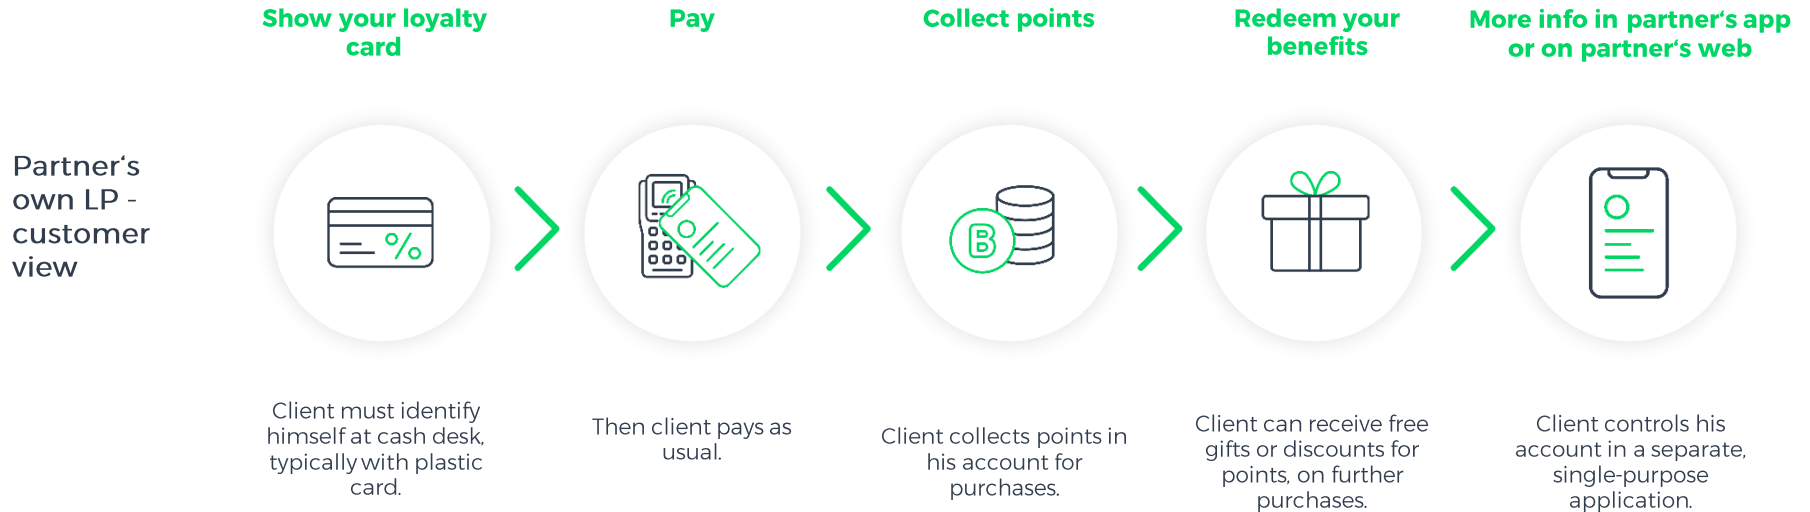 Show your loyalty
card
Pay
Collect points
Redeem your
benefits
More info in partner‘s app
or on partner‘s web
Partner‘s
own LP -
customer
view
%
B
Client must identify
himself at cash desk,
typically with plastic
card.
Then client pays as
usual.
Client collects points in
his account for
purchases.
Client can receive free
gifts or discounts for
points, on further
purchases.
Client controls his
account in a separate,
single-purpose
application.